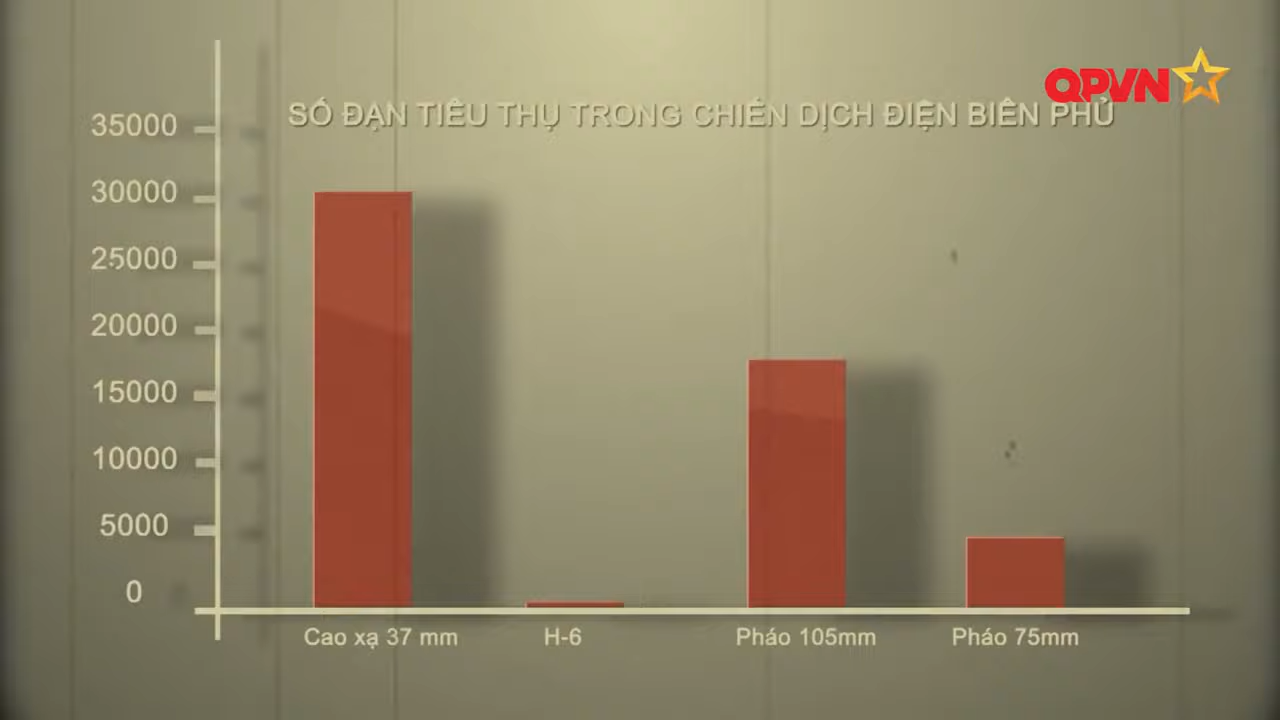 QPVN
SỐ ĐẠN TIÊU THỤ TRONG CHIẾN DỊCH ĐIỆN BIÊN PHỦ
35000
30000
25000
20000
15000
10000
5000
0
Cao xạ 37 mm
H-6
Pháo 105mm
Pháo 75mm